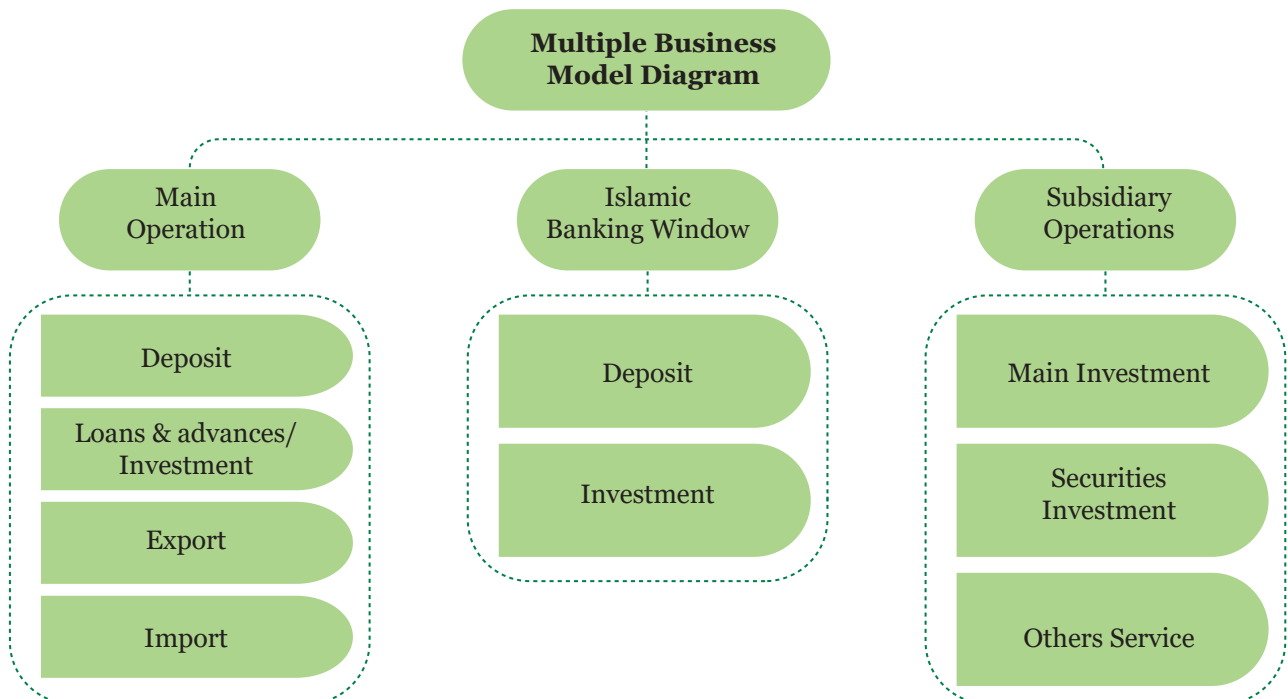 Multiple Business
Model Diagram
Main
Operation
Islamic
Banking Window
Subsidiary
Operations
Deposit
Loans & advances/
Investment
Export
Import
Deposit
Investment
Main Investment
Securities
Investment
Others Service